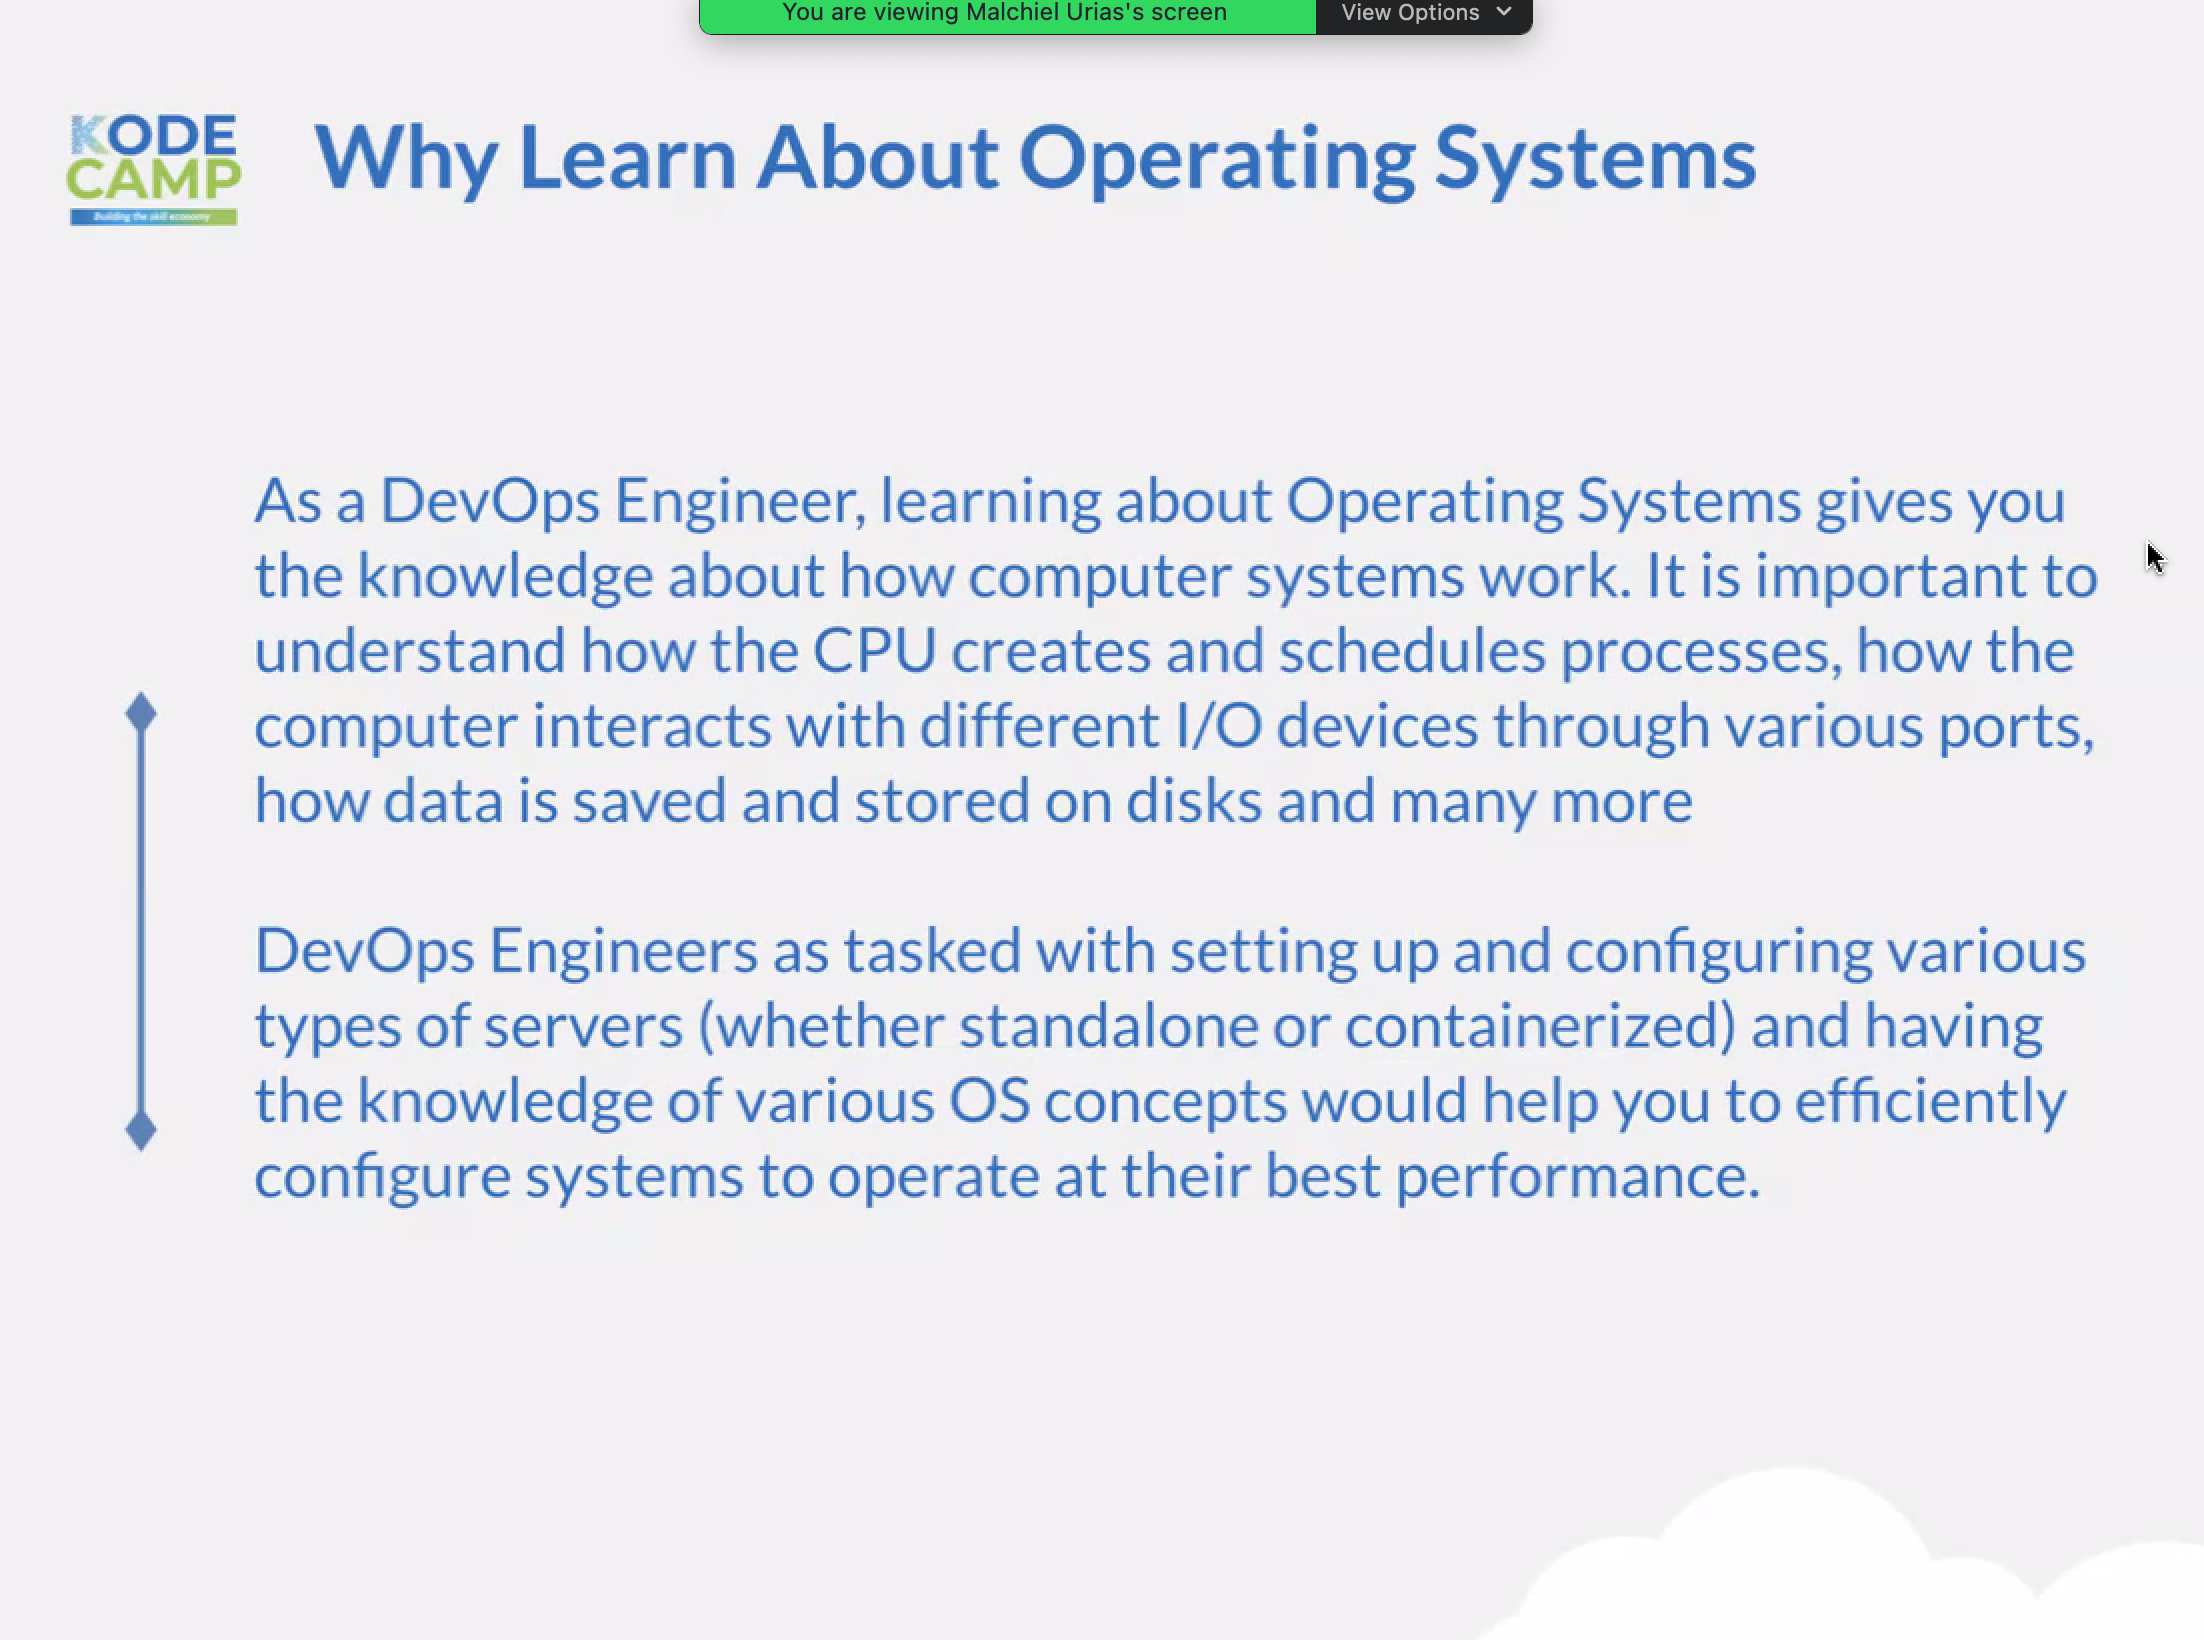 You are viewing Malchiel Urias's screen
View Options
KODE
CAMP
Building the skill economy
Why Learn About Operating Systems
As a DevOps Engineer, learning about Operating Systems gives you
the knowledge about how computer systems work. It is important to
understand how the CPU creates and schedules processes, how the
computer interacts with different I/O devices through various ports,
how data is saved and stored on disks and many more
DevOps Engineers as tasked with setting up and configuring various
types of servers (whether standalone or containerized) and having
the knowledge of various OS concepts would help you to efficiently
configure systems to operate at their best performance.